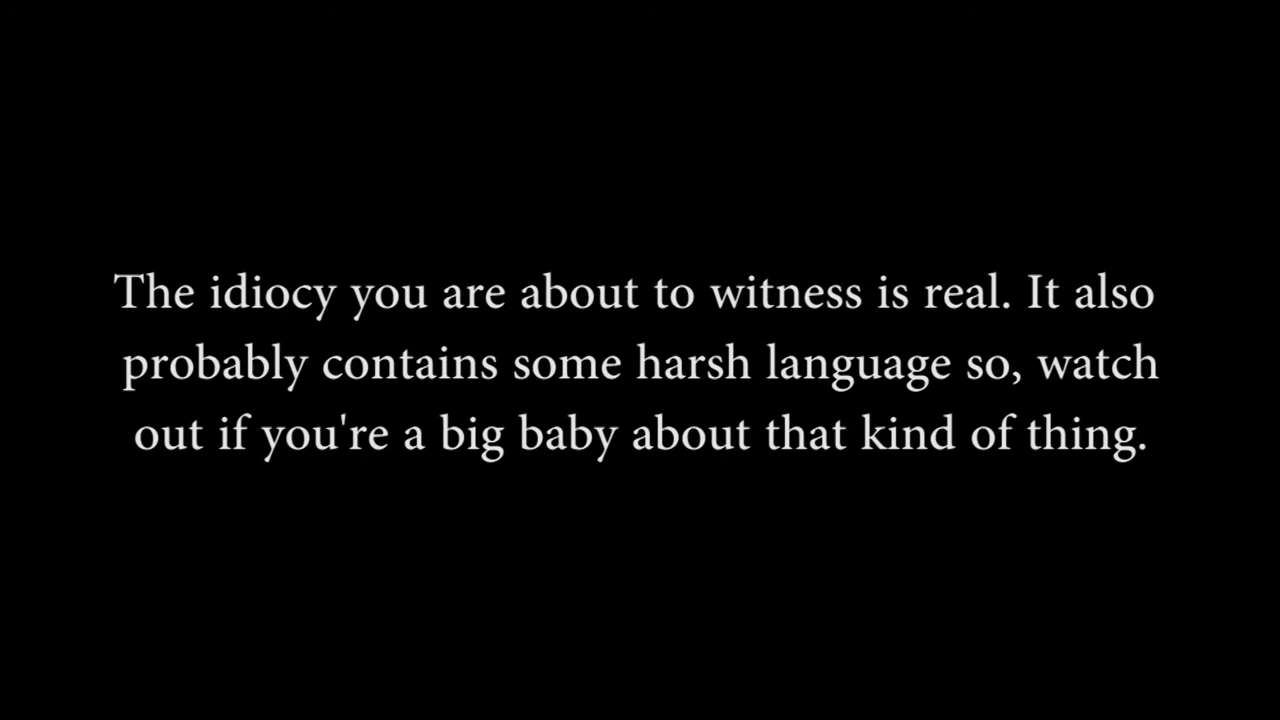 The idiocy you are about to witness is real. It also
probably contains some harsh language so, watch
out if you're a big baby about that kind of thing.